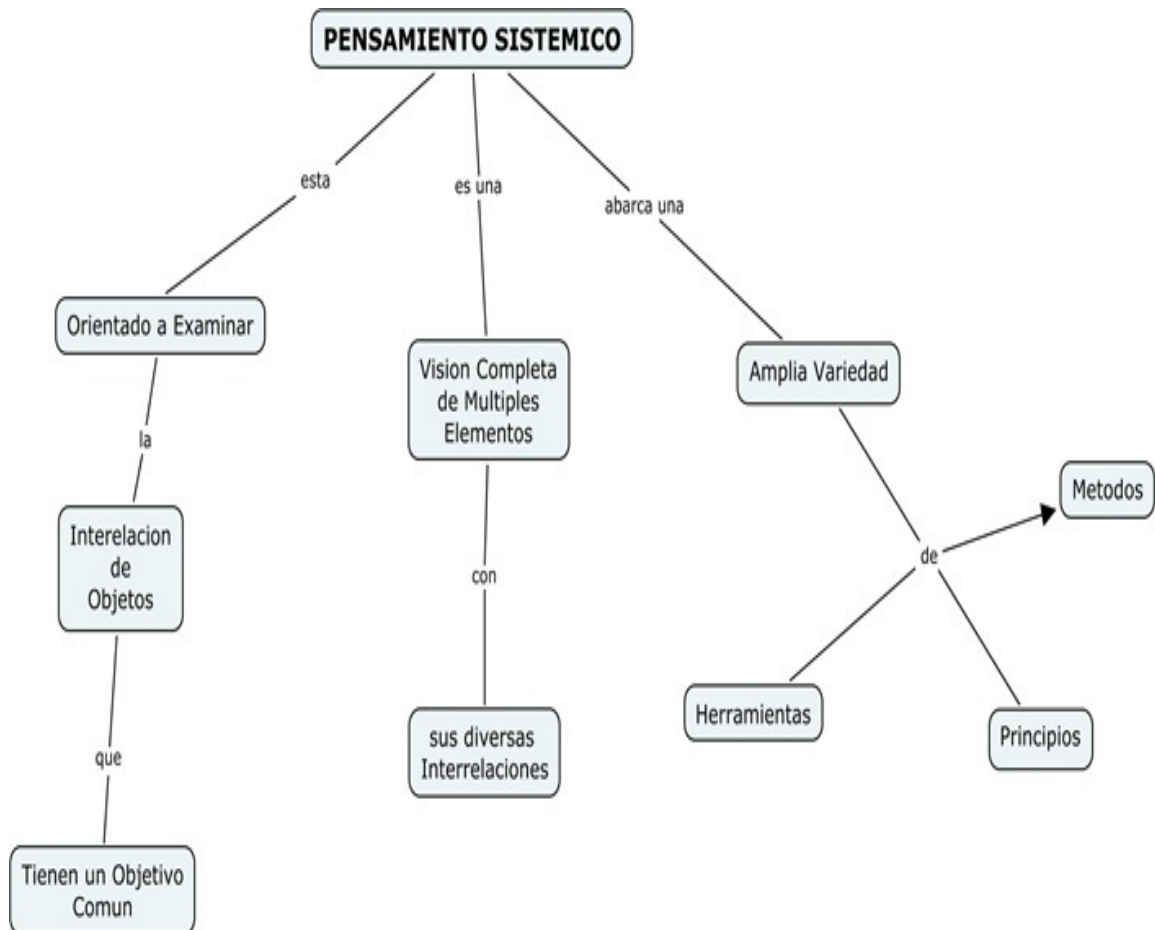 PENSAMIENTO SISTEMICO
esta
es una
abarca una
Orientado a Examinar
Vision Completa
de Multiples
Elementos
Amplia Variedad
la
Metodos
Interelacion
de
Objetos
con
de
Herramientas
Principios
sus diversas
Interrelaciones
que
Tienen un Objetivo
Comun